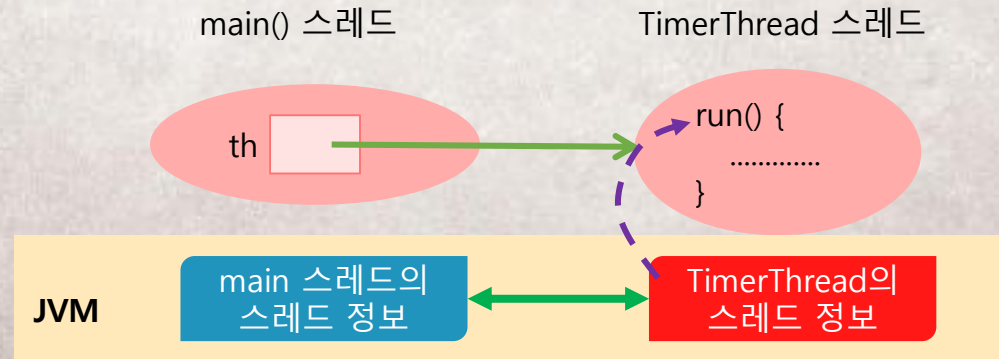 main() 스레드
TimerThread 스레드
th
run() {
.............
}
JVM
main 스레드의
스레드 정보
TimerThread의
스레드 정보